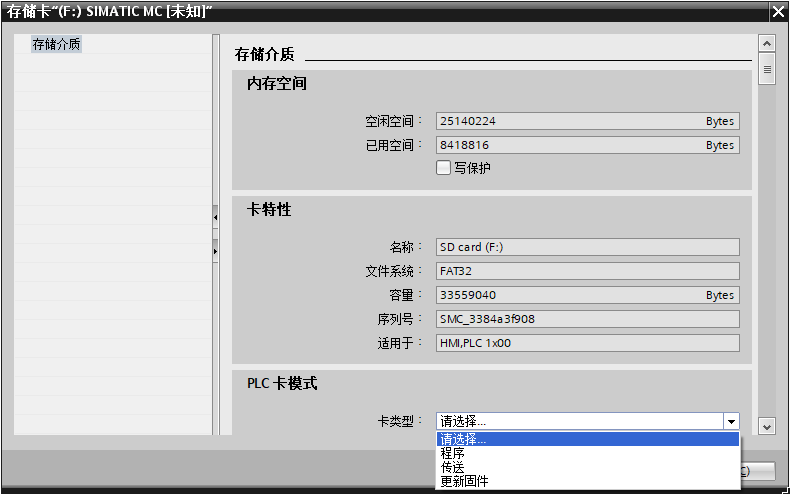 存储卡“(F:) SIMATIC MC [未知]”
存储介质
存储介质
内存空间
空闲空间： 25140224 Bytes
已用空间： 8418816 Bytes
写保护
卡特性
名称： SD card (F:)
文件系统： FAT32
容量： 33559040 Bytes
序列号： SMC_3384a3f908
适用于： HMI,PLC 1x00
PLC 卡模式
卡类型： 请选择...
请选择...
程序
传送
更新固件